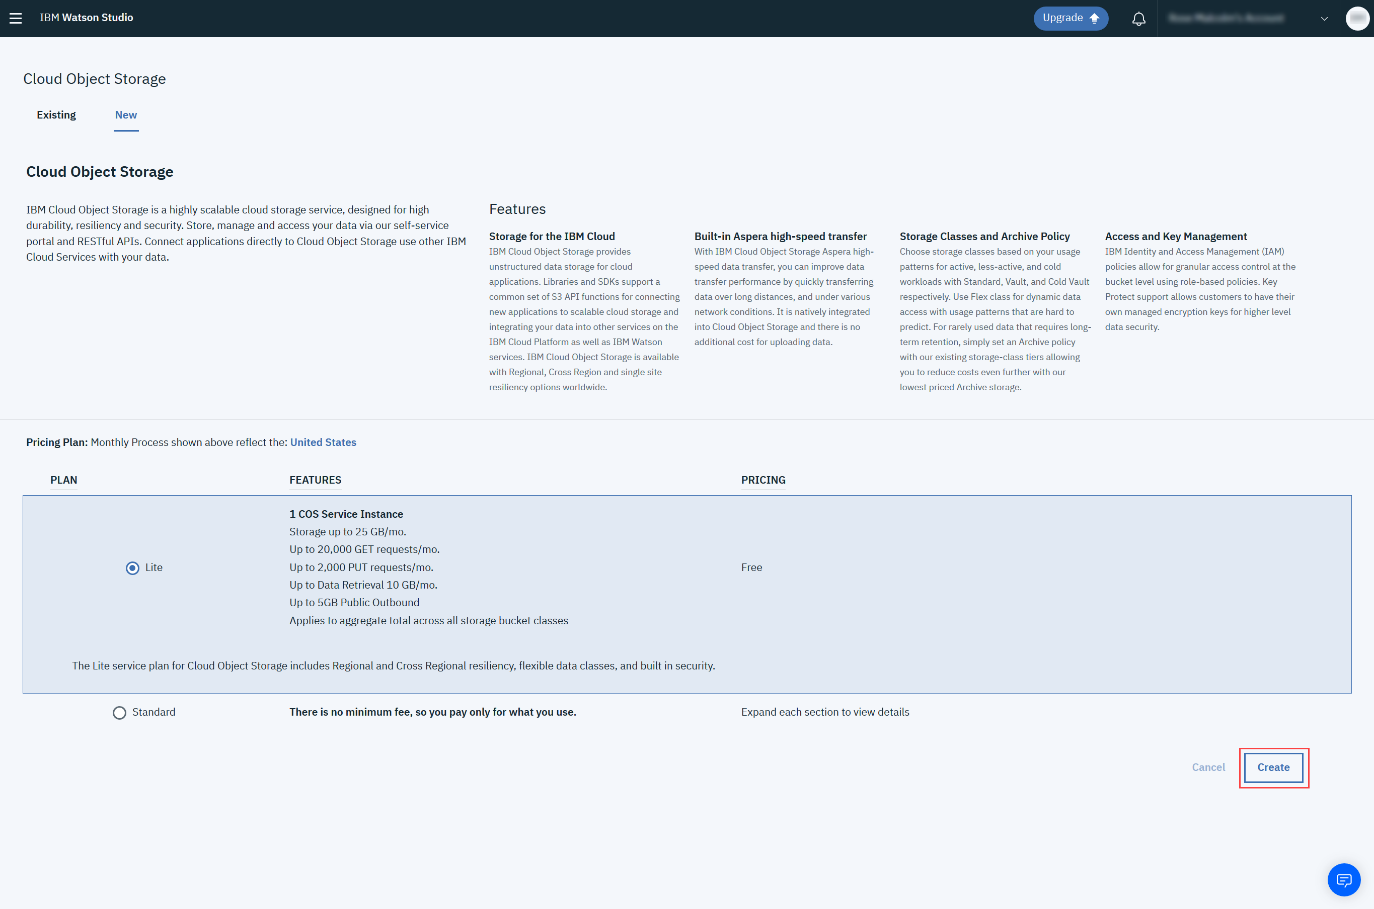 IBM Watson Studio
Upgrade
Cloud Object Storage
Existing
New
Cloud Object Storage
IBM Cloud Object Storage is a highly scalable cloud storage service, designed for high
durability, resiliency and security. Store, manage and access your data via our self-service
portal and RESTful APIs. Connect applications directly to Cloud Object Storage use other IBM
Cloud Services with your data.
Features
Storage for the IBM Cloud
IBM Cloud Object Storage provides
unstructured data storage for cloud
applications. Libraries and SDKs support a
common set of S3 API functions for connecting
new applications to scalable cloud storage and
integrating your data into other services on the
IBM Cloud Platform as well as IBM Watson
services. IBM Cloud Object Storage is available
with Regional, Cross Region and single site
resiliency options worldwide.
Built-in Aspera high-speed transfer
With IBM Cloud Object Storage Aspera high-
speed data transfer, you can improve data
transfer performance by quickly transferring
data over long distances, and under various
network conditions. It is natively integrated
into Cloud Object Storage and there is no
additional cost for uploading data.
Storage Classes and Archive Policy
Choose storage classes based on your usage
patterns for active, less-active, and cold
workloads with Standard, Vault, and Cold Vault
respectively. Use Flex class for dynamic data
access with usage patterns that are hard to
predict. For rarely used data that requires long-
term retention, simply set an Archive policy
with our existing storage-class tiers allowing
you to reduce costs even further with our
lowest priced Archive storage.
Access and Key Management
IBM Identity and Access Management (IAM)
policies allow for granular access control at the
bucket level using role-based policies. Key
Protect support allows customers to have their
own managed encryption keys for higher level
data security.
Pricing Plan: Monthly Process shown above reflect the: United States
PLAN
FEATURES
PRICING
1 COS Service Instance
Storage up to 25 GB/mo.
Up to 20,000 GET requests/mo.
Up to 2,000 PUT requests/mo.
Up to Data Retrieval 10 GB/mo.
Up to 5GB Public Outbound
Applies to aggregate total across all storage bucket classes
Lite
Free
The Lite service plan for Cloud Object Storage includes Regional and Cross Regional resiliency, flexible data classes, and built in security.
Standard
There is no minimum fee, so you pay only for what you use.
Expand each section to view details
Cancel
Create